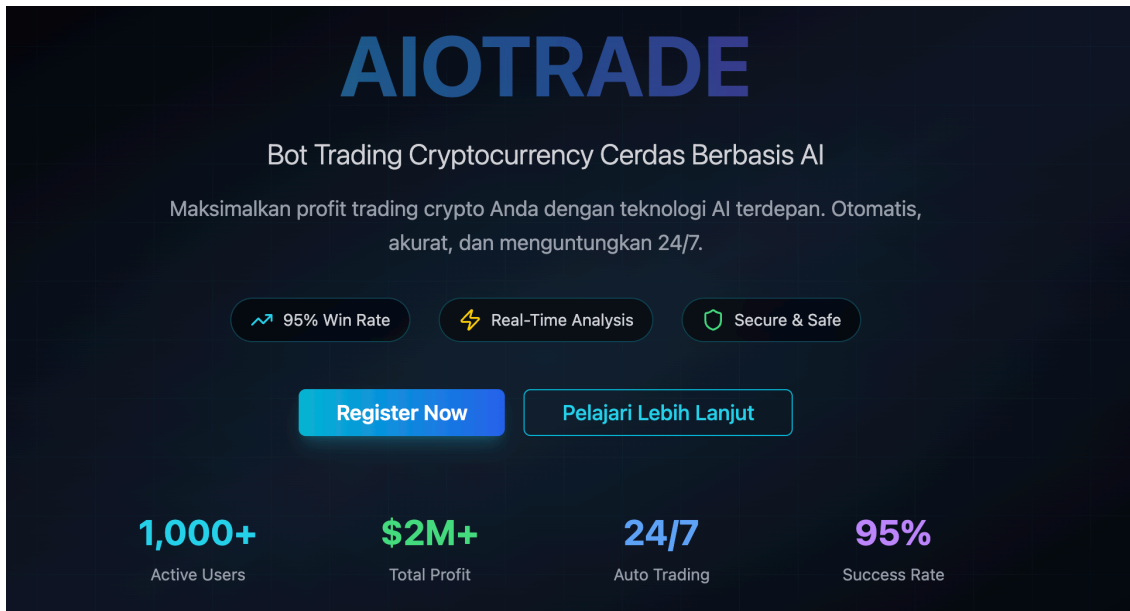 AIOTRADE
Bot Trading Cryptocurrency Cerdas Berbasis AI
Maksimalkan profit trading crypto Anda dengan teknologi AI terdepan. Otomatis,
akurat, dan menguntungkan 24/7.
95% Win Rate
Real-Time Analysis
Secure & Safe
Register Now
Pelajari Lebih Lanjut
1,000+
Active Users
$2M+
Total Profit
24/7
Auto Trading
95%
Success Rate